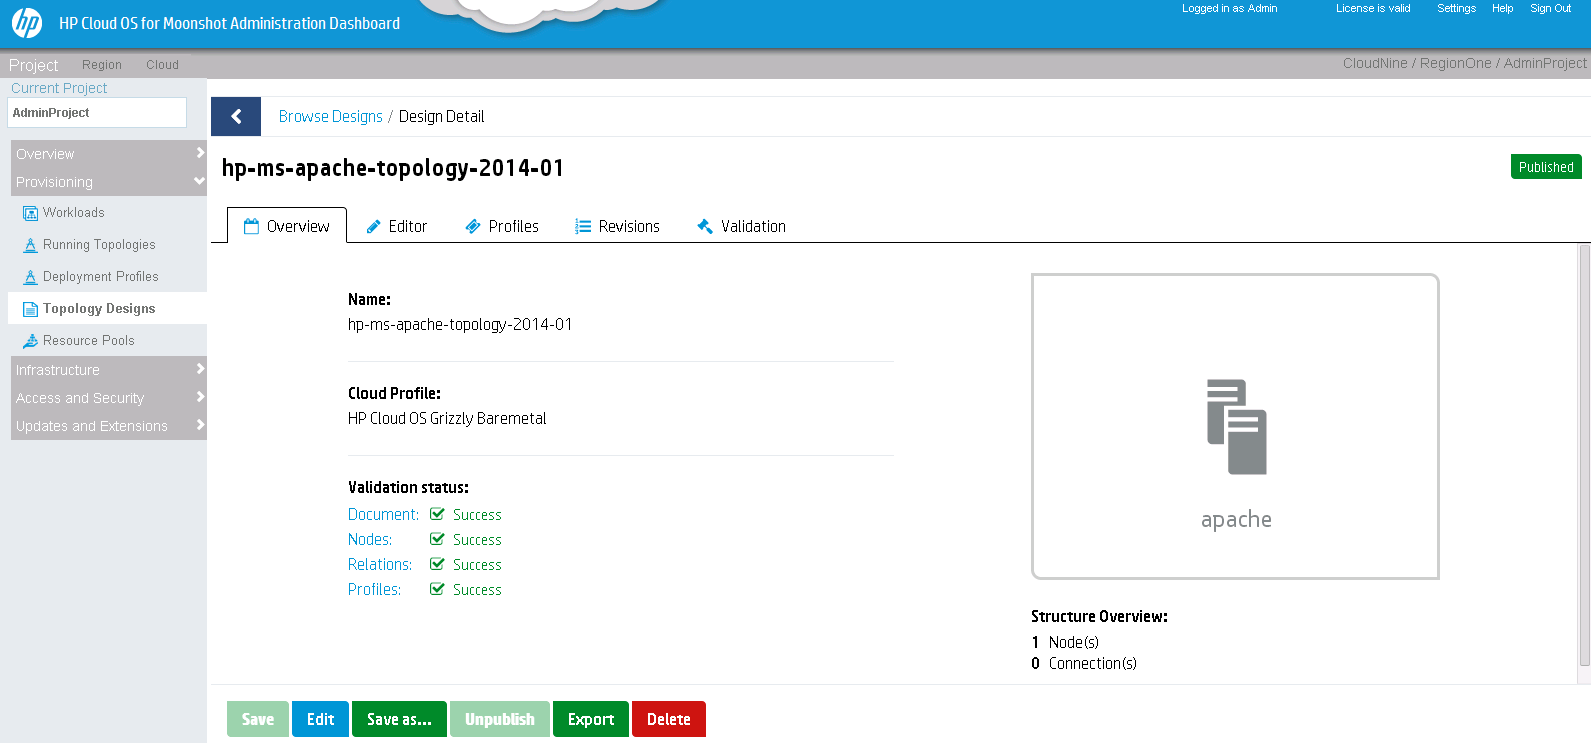 hp HP Cloud OS for Moonshot Administration Dashboard Logged in as Admin License is valid Settings Help Sign Out
Project Region Cloud CloudNine / RegionOne / AdminProject
Current Project
AdminProject
Overview
Provisioning
Workloads
Running Topologies
Deployment Profiles
Topology Designs
Resource Pools
Infrastructure
Access and Security
Updates and Extensions
Browse Designs / Design Detail
hp-ms-apache-topology-2014-01 Published
Overview Editor Profiles Revisions Validation
Name:
hp-ms-apache-topology-2014-01
Cloud Profile:
HP Cloud OS Grizzly Baremetal
Validation status:
Document: Success
Nodes: Success
Relations: Success
Profiles: Success
apache
Structure Overview:
1 Node(s)
0 Connection(s)
Save Edit Save as... Unpublish Export Delete